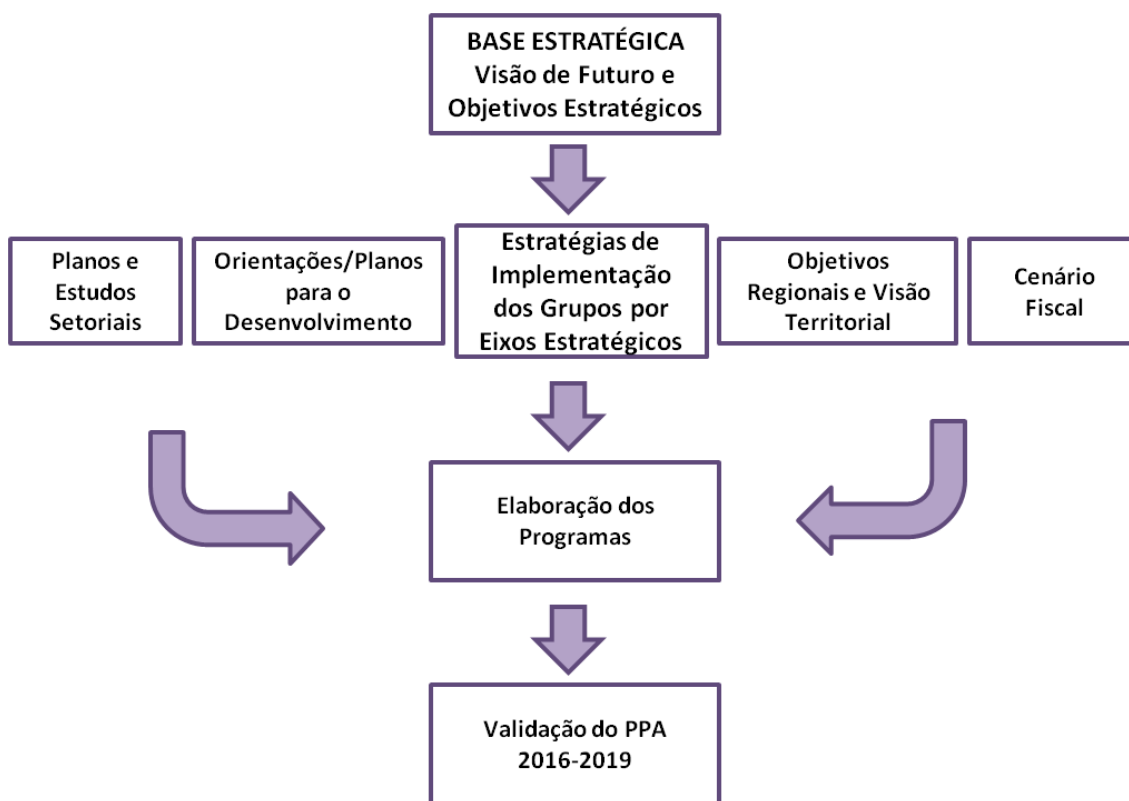 BASE ESTRATÉGICA
Visão de Futuro e
Objetivos Estratégicos
Planos e
Estudos
Setoriais
Orientações/Planos
para o
Desenvolvimento
Estratégias de
Implementação
dos Grupos por
Eixos Estratégicos
Objetivos
Regionais e Visão
Territorial
Cenário
Fiscal
Elaboração dos
Programas
Validação do PPA
2016-2019